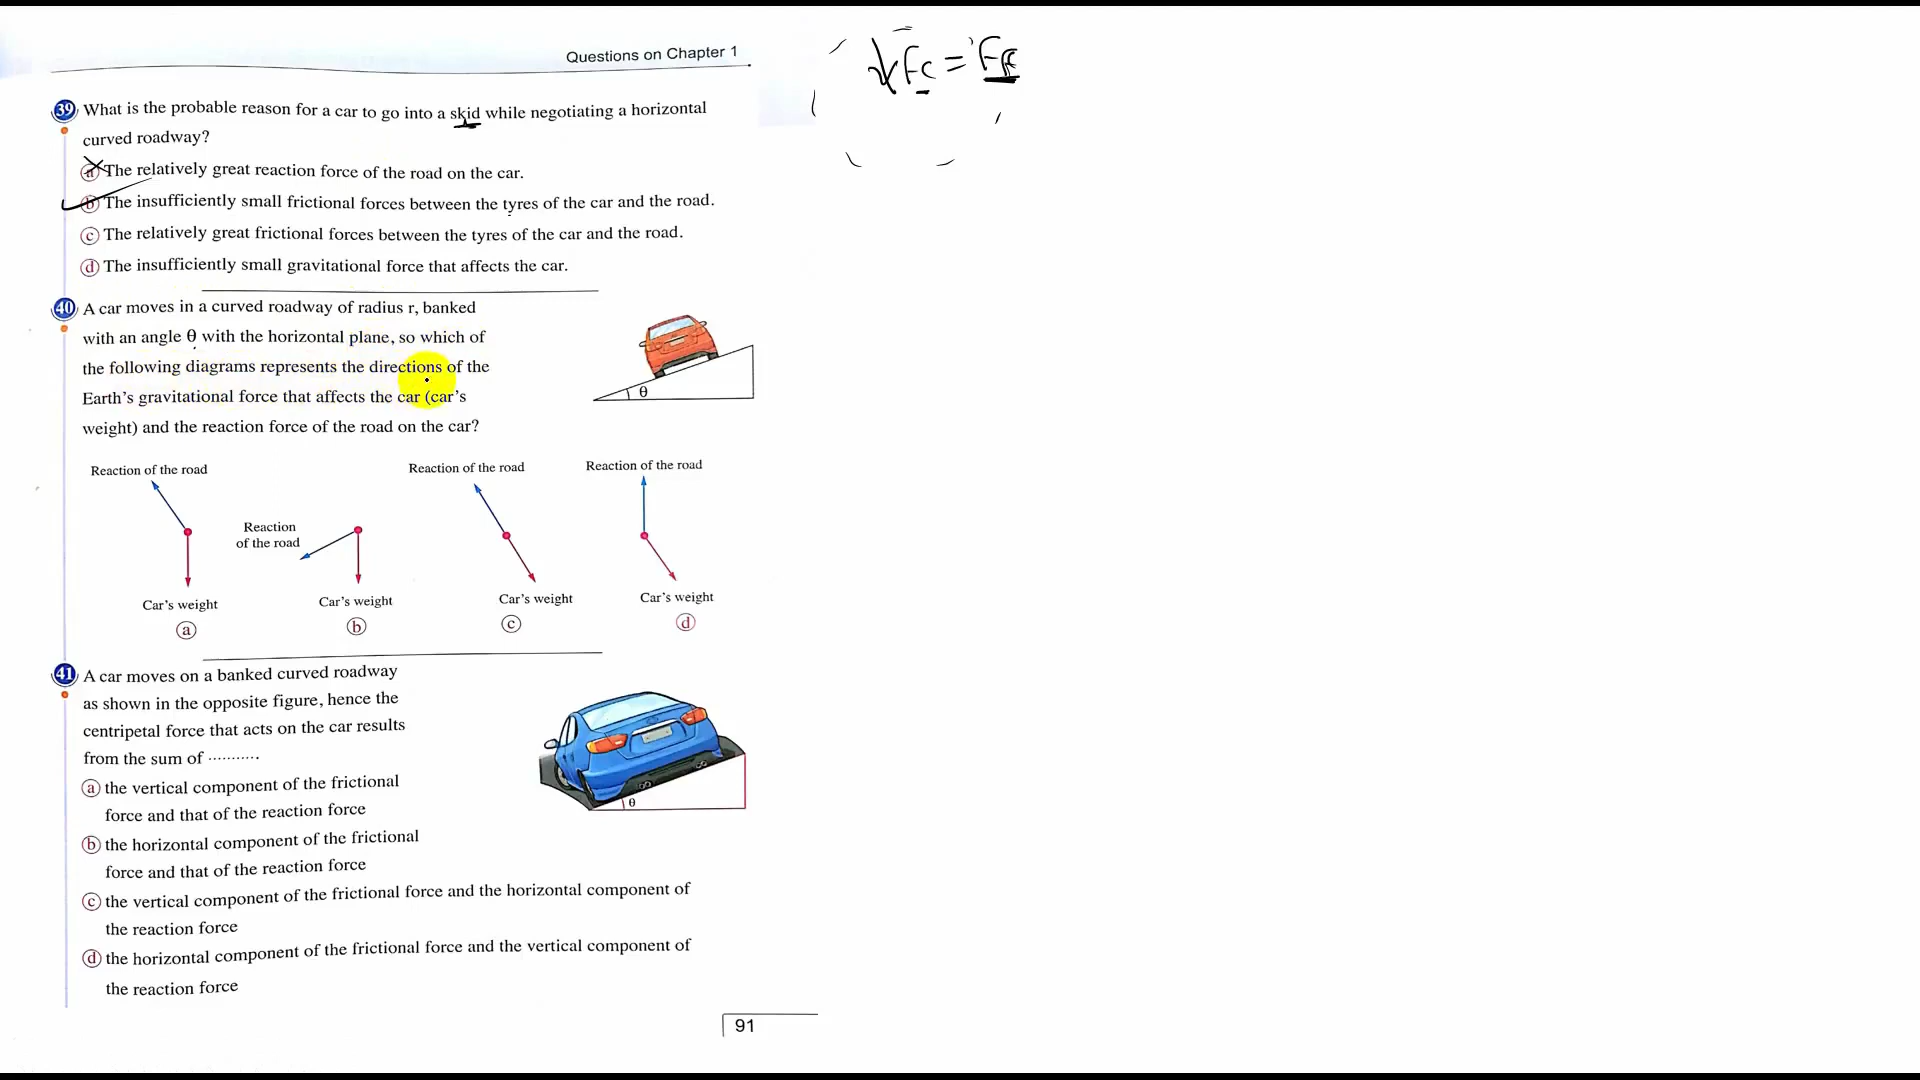 Questions on Chapter 1
↓Fc = Ff
39 What is the probable reason for a car to go into a skid while negotiating a horizontal
curved roadway?
a The relatively great reaction force of the road on the car.
b The insufficiently small frictional forces between the tyres of the car and the road.
c The relatively great frictional forces between the tyres of the car and the road.
d The insufficiently small gravitational force that affects the car.
40 A car moves in a curved roadway of radius r, banked
with an angle θ with the horizontal plane, so which of
the following diagrams represents the directions of the
Earth's gravitational force that affects the car (car's
weight) and the reaction force of the road on the car?
θ
Reaction of the road
Car's weight
a
Reaction
of the road
Car's weight
b
Reaction of the road
Car's weight
c
Reaction of the road
Car's weight
d
41 A car moves on a banked curved roadway
as shown in the opposite figure, hence the
centripetal force that acts on the car results
from the sum of ··········
a the vertical component of the frictional
force and that of the reaction force
b the horizontal component of the frictional
force and that of the reaction force
c the vertical component of the frictional force and the horizontal component of
the reaction force
d the horizontal component of the frictional force and the vertical component of
the reaction force
θ
91